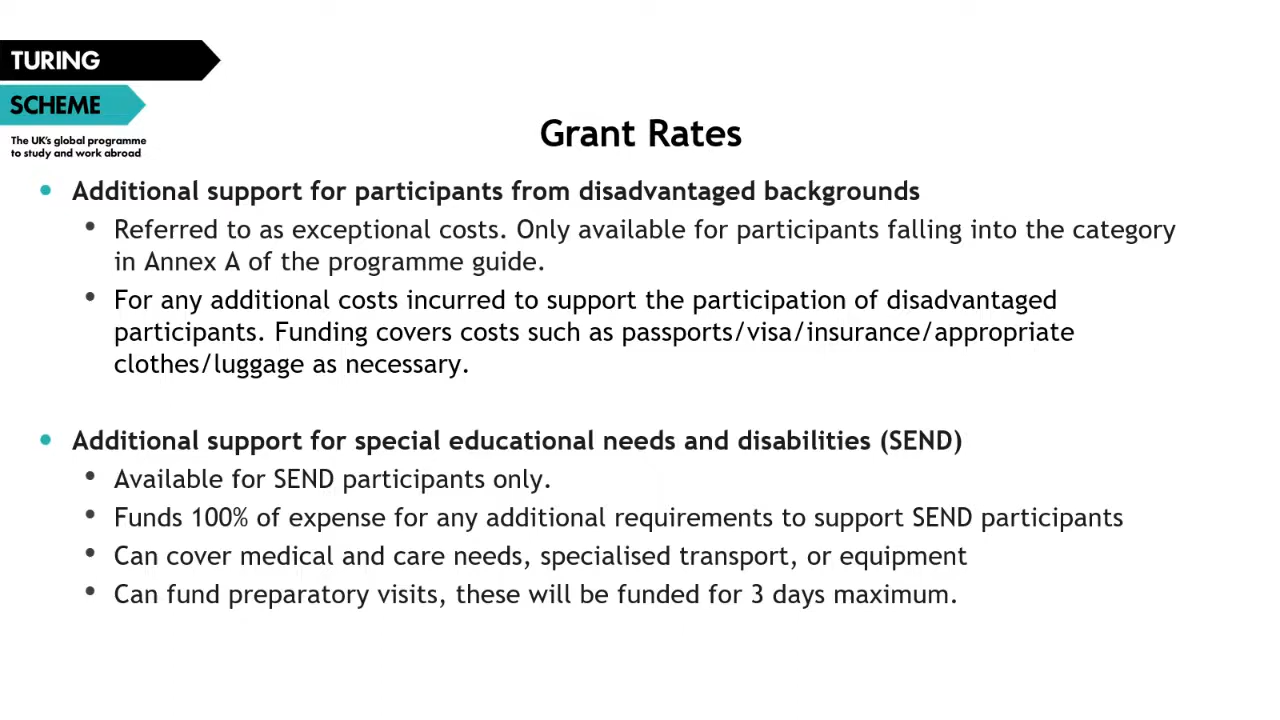 TURING
SCHEME
The UK's global programme
to study and work abroad
Grant Rates
• Additional support for participants from disadvantaged backgrounds
• Referred to as exceptional costs. Only available for participants falling into the category
in Annex A of the programme guide.
• For any additional costs incurred to support the participation of disadvantaged
participants. Funding covers costs such as passports/visa/insurance/appropriate
clothes/luggage as necessary.
• Additional support for special educational needs and disabilities (SEND)
• Available for SEND participants only.
• Funds 100% of expense for any additional requirements to support SEND participants
• Can cover medical and care needs, specialised transport, or equipment
• Can fund preparatory visits, these will be funded for 3 days maximum.